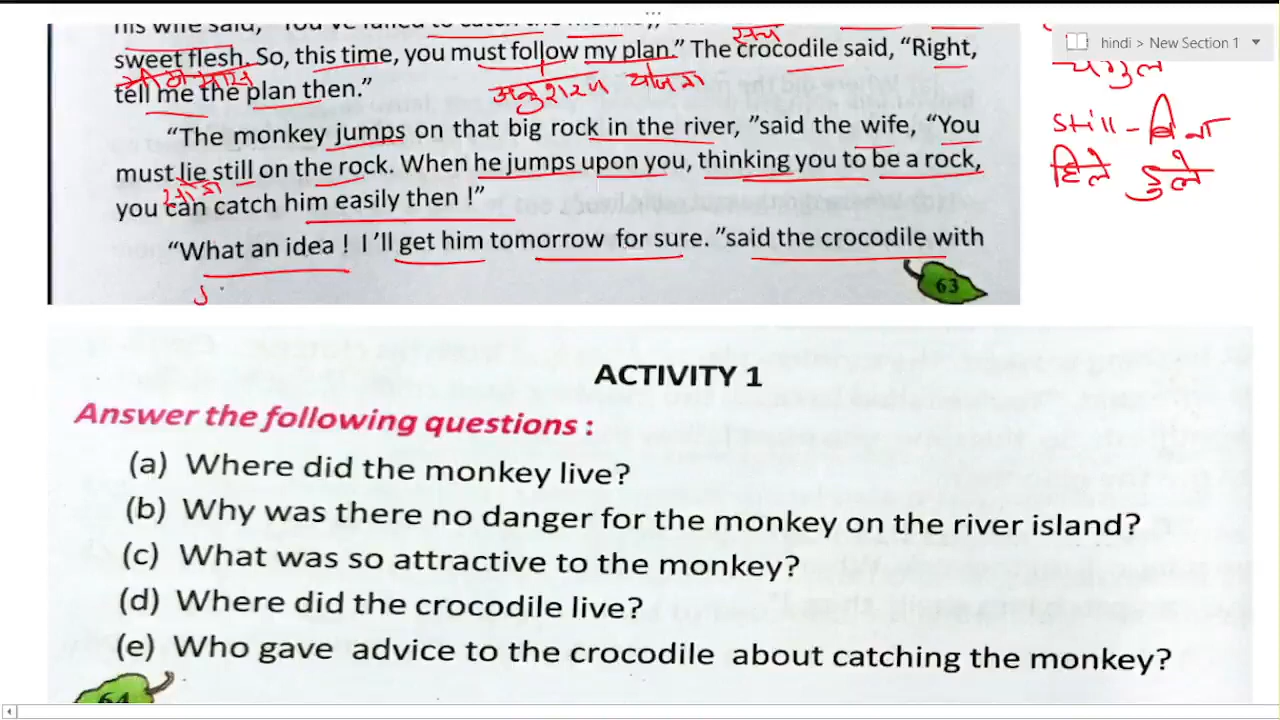 sweet flesh. So, this time, you must follow my plan." The crocodile said, "Right,
tell me the plan then."
"The monkey jumps on that big rock in the river, "said the wife, "You
must lie still on the rock. When he jumps upon you, thinking you to be a rock,
you can catch him easily then !"
"What an idea ! I 'll get him tomorrow for sure. "said the crocodile with
63
hindi > New Section 1
still - बिना
हिले डुले
ACTIVITY 1
Answer the following questions :
(a) Where did the monkey live?
(b) Why was there no danger for the monkey on the river island?
(c) What was so attractive to the monkey?
(d) Where did the crocodile live?
(e) Who gave advice to the crocodile about catching the monkey?
64